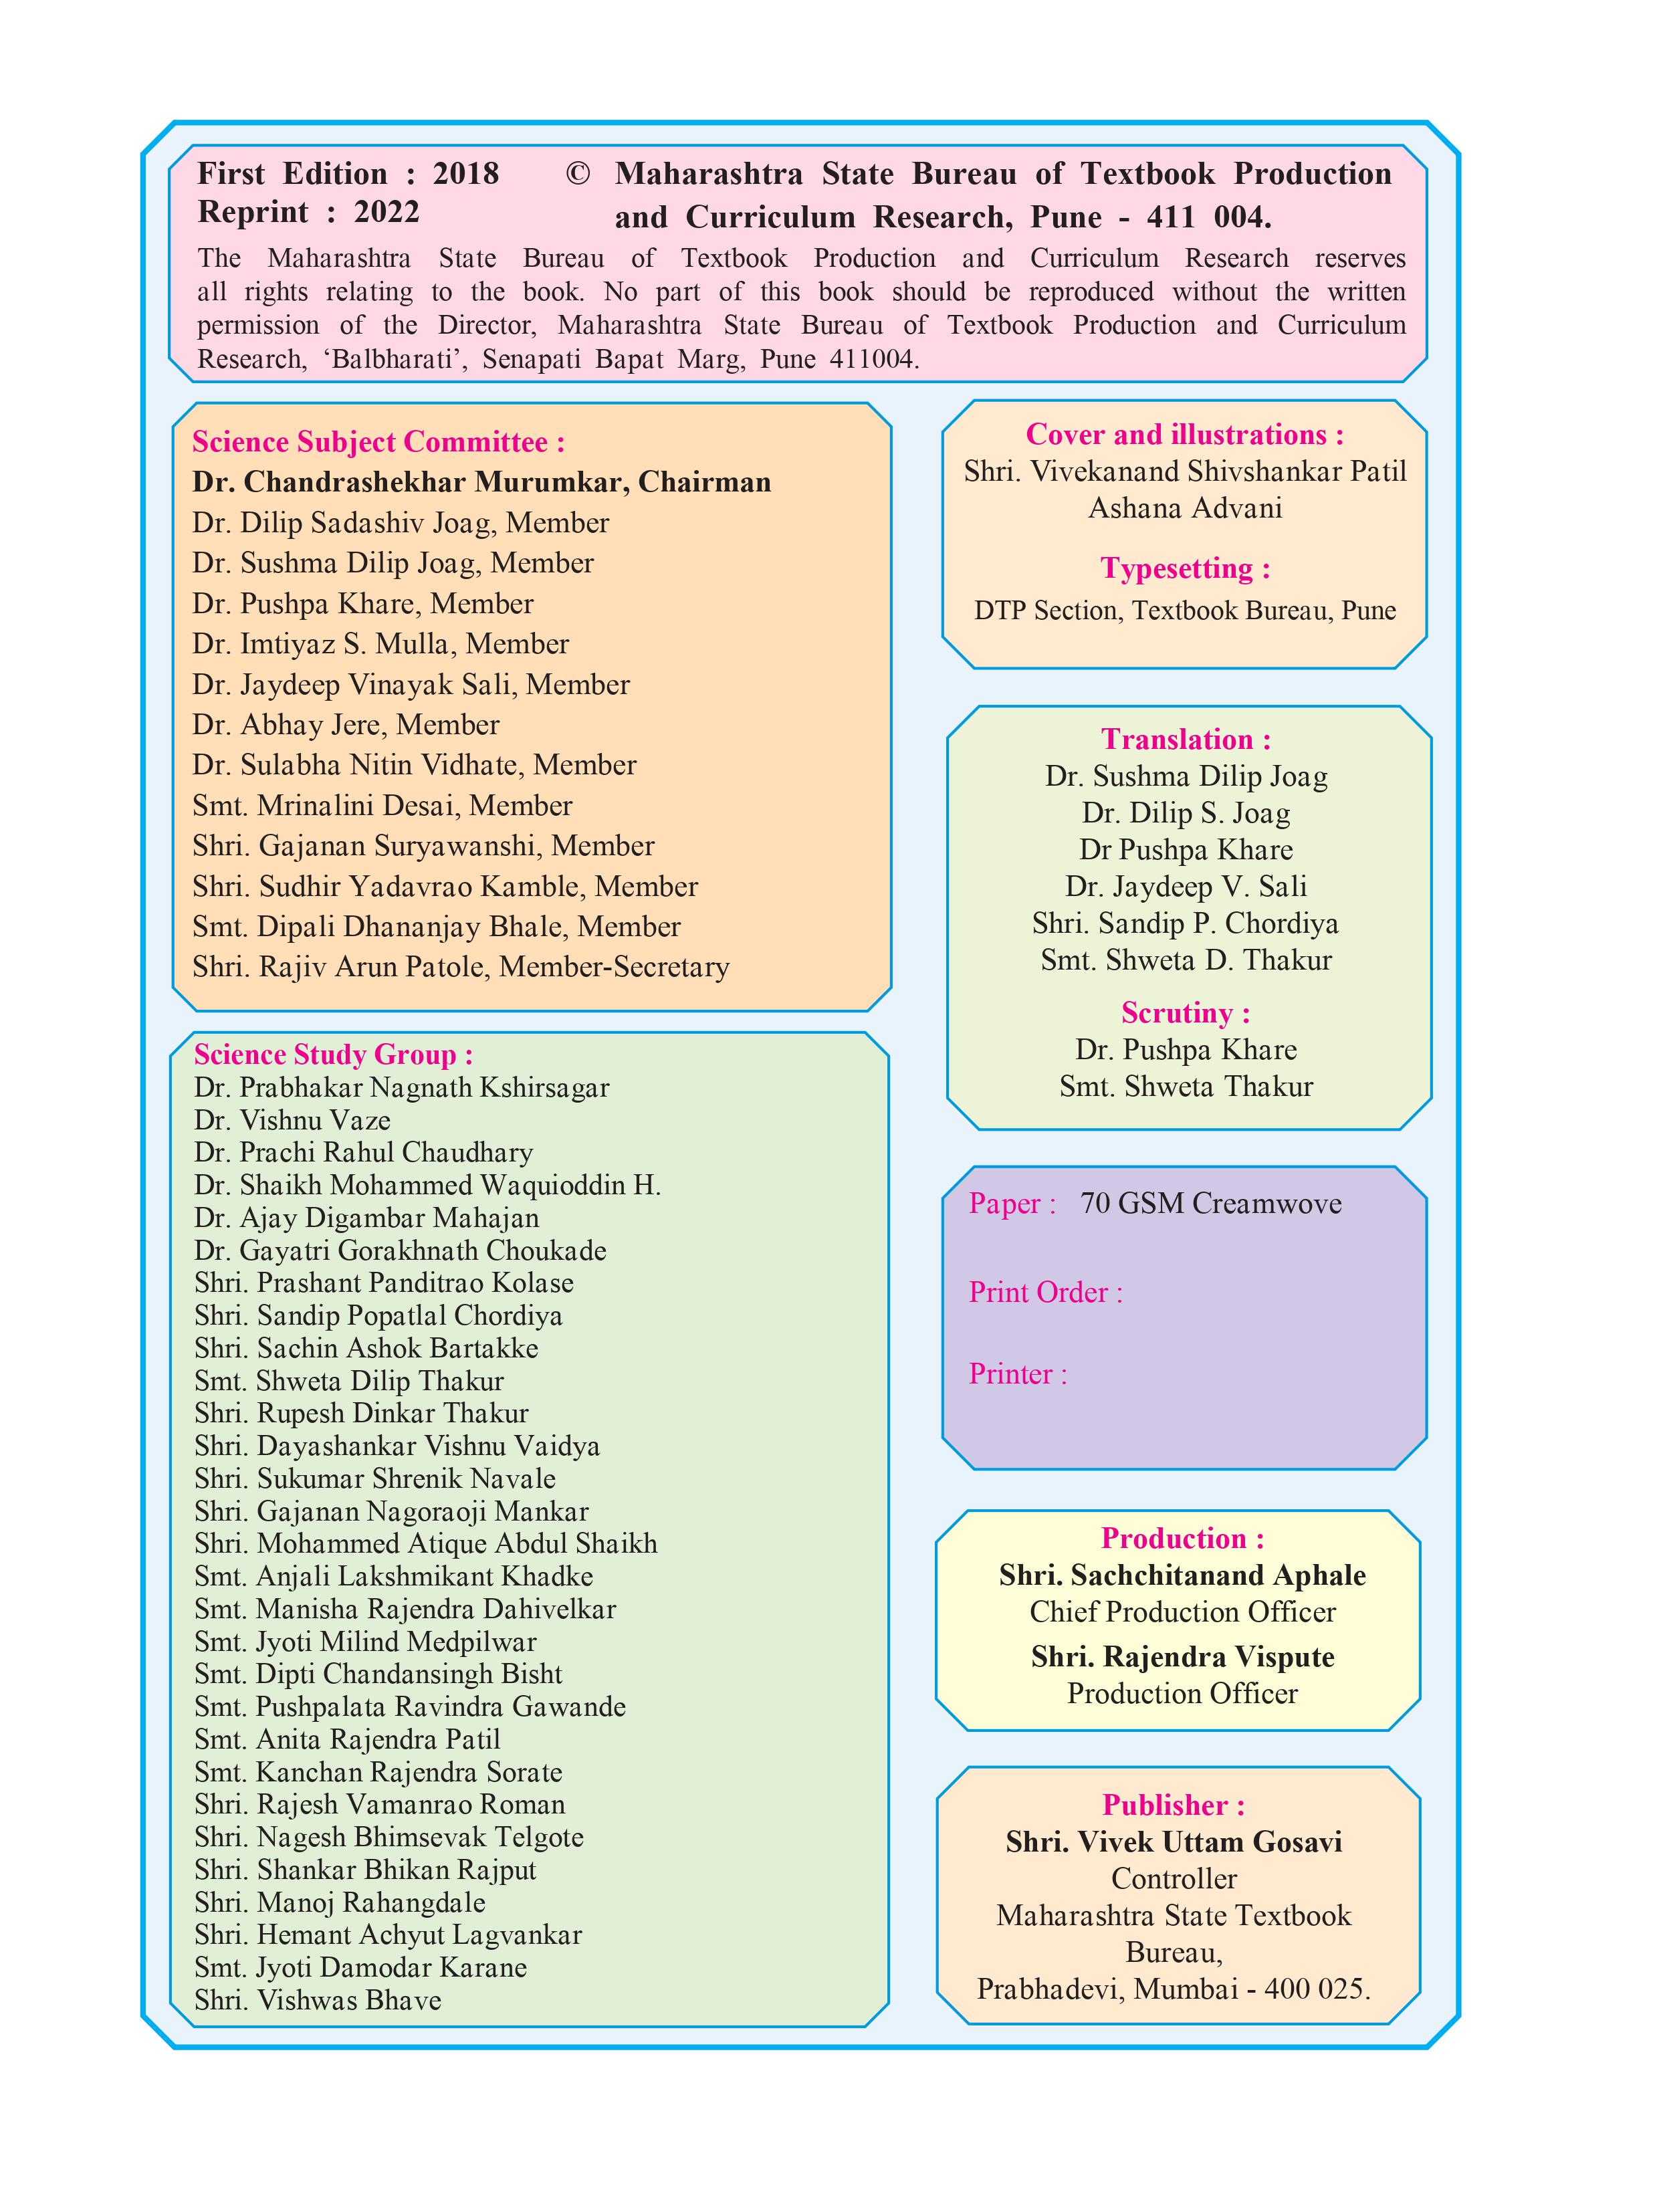 First Edition : 2018
Reprint : 2022
© Maharashtra State Bureau of Textbook Production
and Curriculum Research, Pune - 411 004.
The Maharashtra State Bureau of Textbook Production and Curriculum Research reserves
all rights relating to the book. No part of this book should be reproduced without the written
permission of the Director, Maharashtra State Bureau of Textbook Production and Curriculum
Research, ‘Balbharati’, Senapati Bapat Marg, Pune 411004.
Science Subject Committee :
Dr. Chandrashekhar Murumkar, Chairman
Dr. Dilip Sadashiv Joag, Member
Dr. Sushma Dilip Joag, Member
Dr. Pushpa Khare, Member
Dr. Imtiyaz S. Mulla, Member
Dr. Jaydeep Vinayak Sali, Member
Dr. Abhay Jere, Member
Dr. Sulabha Nitin Vidhate, Member
Smt. Mrinalini Desai, Member
Shri. Gajanan Suryawanshi, Member
Shri. Sudhir Yadavrao Kamble, Member
Smt. Dipali Dhananjay Bhale, Member
Shri. Rajiv Arun Patole, Member-Secretary
Science Study Group :
Dr. Prabhakar Nagnath Kshirsagar
Dr. Vishnu Vaze
Dr. Prachi Rahul Chaudhary
Dr. Shaikh Mohammed Waquioddin H.
Dr. Ajay Digambar Mahajan
Dr. Gayatri Gorakhnath Choukade
Shri. Prashant Panditrao Kolase
Shri. Sandip Popatlal Chordiya
Shri. Sachin Ashok Bartakke
Smt. Shweta Dilip Thakur
Shri. Rupesh Dinkar Thakur
Shri. Dayashankar Vishnu Vaidya
Shri. Sukumar Shrenik Navale
Shri. Gajanan Nagoraoji Mankar
Shri. Mohammed Atique Abdul Shaikh
Smt. Anjali Lakshmikant Khadke
Smt. Manisha Rajendra Dahivelkar
Smt. Jyoti Milind Medpilwar
Smt. Dipti Chandansingh Bisht
Smt. Pushpalata Ravindra Gawande
Smt. Anita Rajendra Patil
Smt. Kanchan Rajendra Sorate
Shri. Rajesh Vamanrao Roman
Shri. Nagesh Bhimsevak Telgote
Shri. Shankar Bhikan Rajput
Shri. Manoj Rahangdale
Shri. Hemant Achyut Lagvankar
Smt. Jyoti Damodar Karane
Shri. Vishwas Bhave
Cover and illustrations :
Shri. Vivekanand Shivshankar Patil
Ashana Advani
Typesetting :
DTP Section, Textbook Bureau, Pune
Translation :
Dr. Sushma Dilip Joag
Dr. Dilip S. Joag
Dr Pushpa Khare
Dr. Jaydeep V. Sali
Shri. Sandip P. Chordiya
Smt. Shweta D. Thakur
Scrutiny :
Dr. Pushpa Khare
Smt. Shweta Thakur
Paper : 70 GSM Creamwove
Print Order :
Printer :
Production :
Shri. Sachchitanand Aphale
Chief Production Officer
Shri. Rajendra Vispute
Production Officer
Publisher :
Shri. Vivek Uttam Gosavi
Controller
Maharashtra State Textbook
Bureau,
Prabhadevi, Mumbai - 400 025.